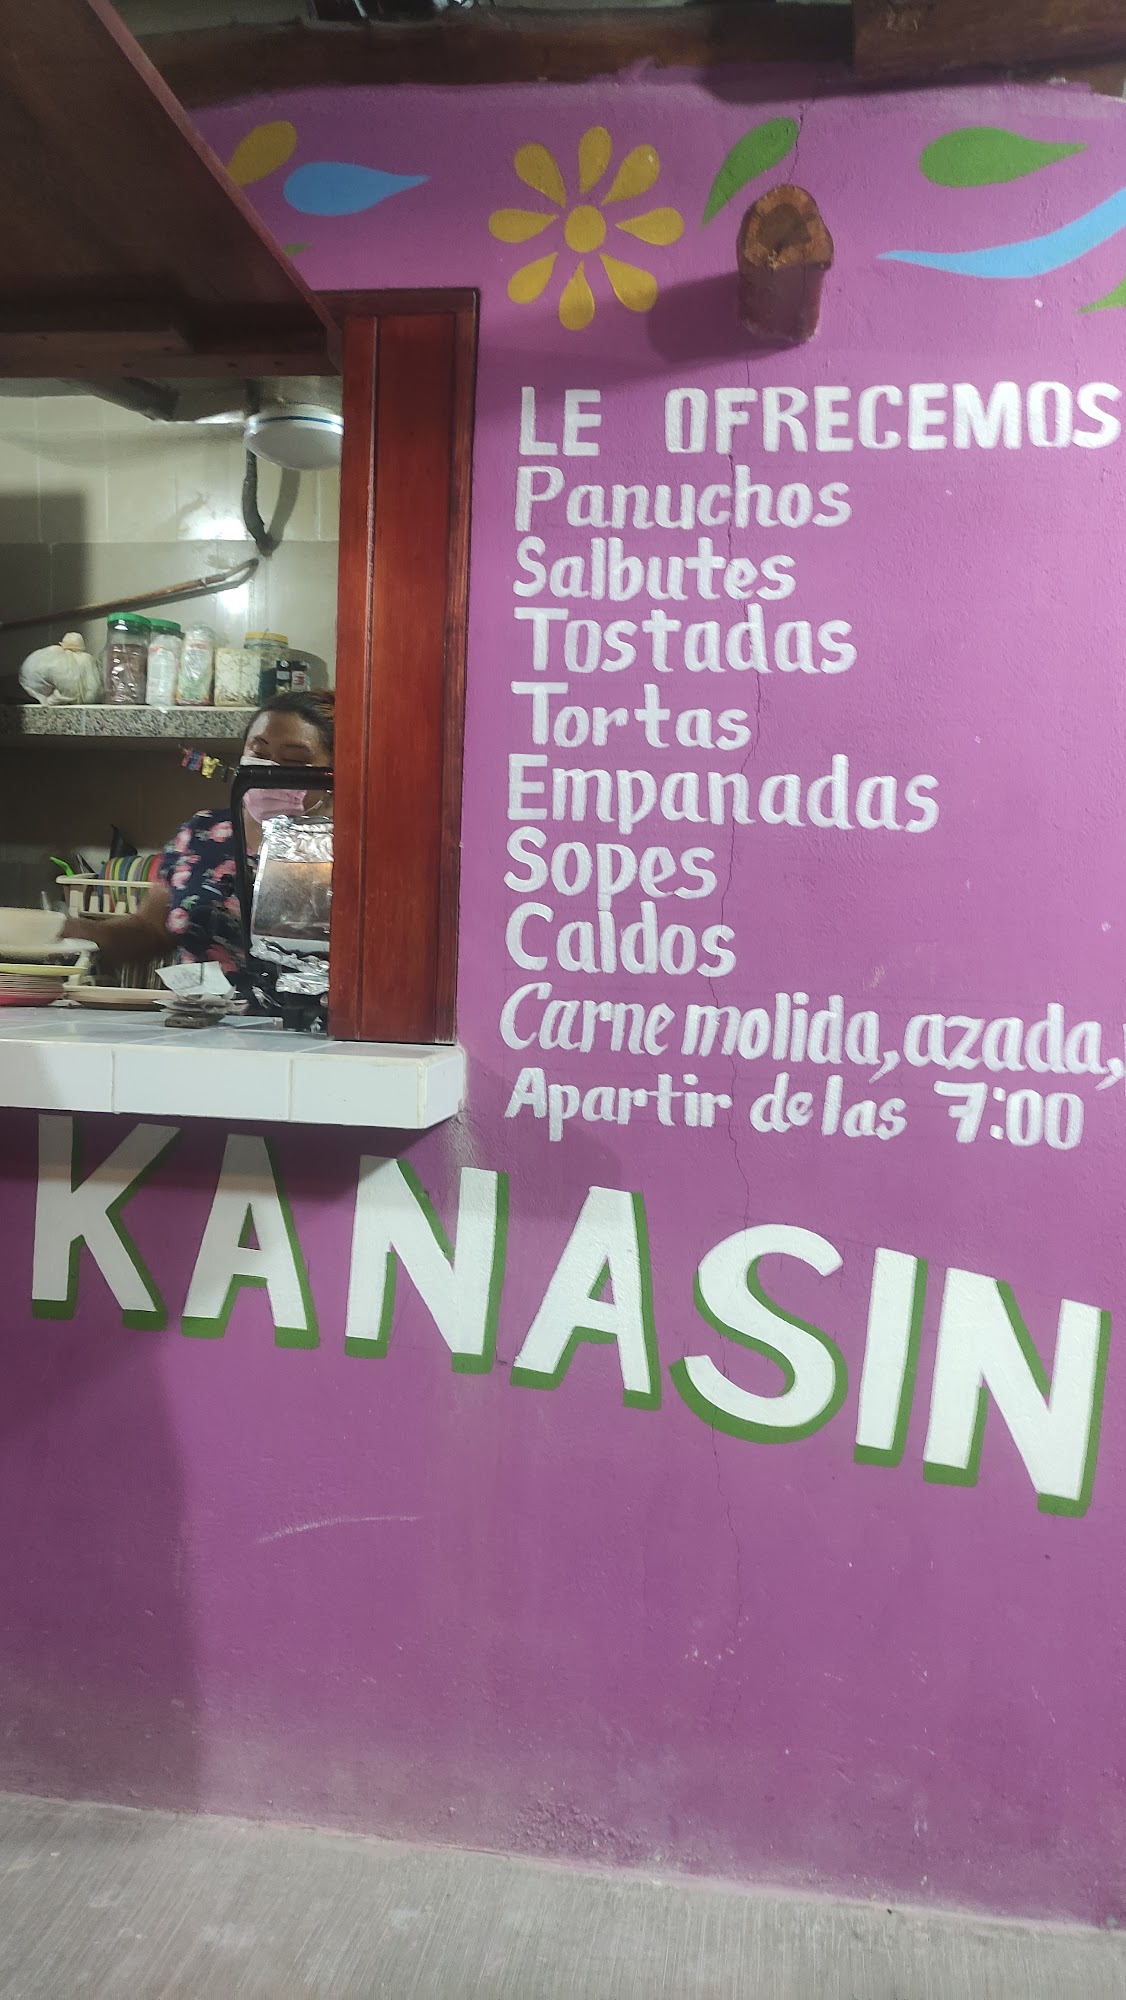 LE OFRECEMOS
Panuchos
Salbutes
Tostadas
Tortas
Empanadas
Sopes
Caldos
Carne molida, azada,
Apartir de las 7:00
KANASIN